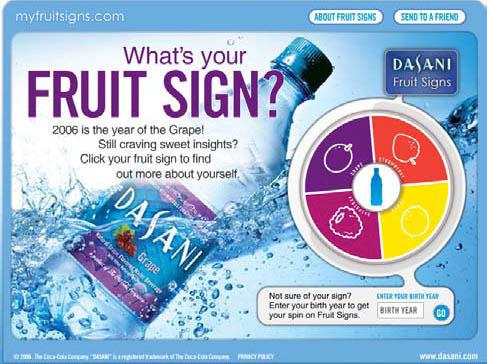 myfruitsigns.com
ABOUT FRUIT SIGNS
SEND TO A FRIEND
What's your
FRUIT SIGN?
2006 is the year of the Grape!
Still craving sweet insights?
Click your fruit sign to find
out more about yourself.
DASANI
Fruit Signs
GRAPE
STRAWBERRY
RASPBERRY
DASANI
Grape
Not sure of your sign?
Enter your birth year to get
your spin on Fruit Signs.
ENTER YOUR BIRTH YEAR
BIRTH YEAR
GO
© 2006. The Coca-Cola Company. "DASANI" is a registered trademark of The Coca-Cola Company.
PRIVACY POLICY
www.dasani.com